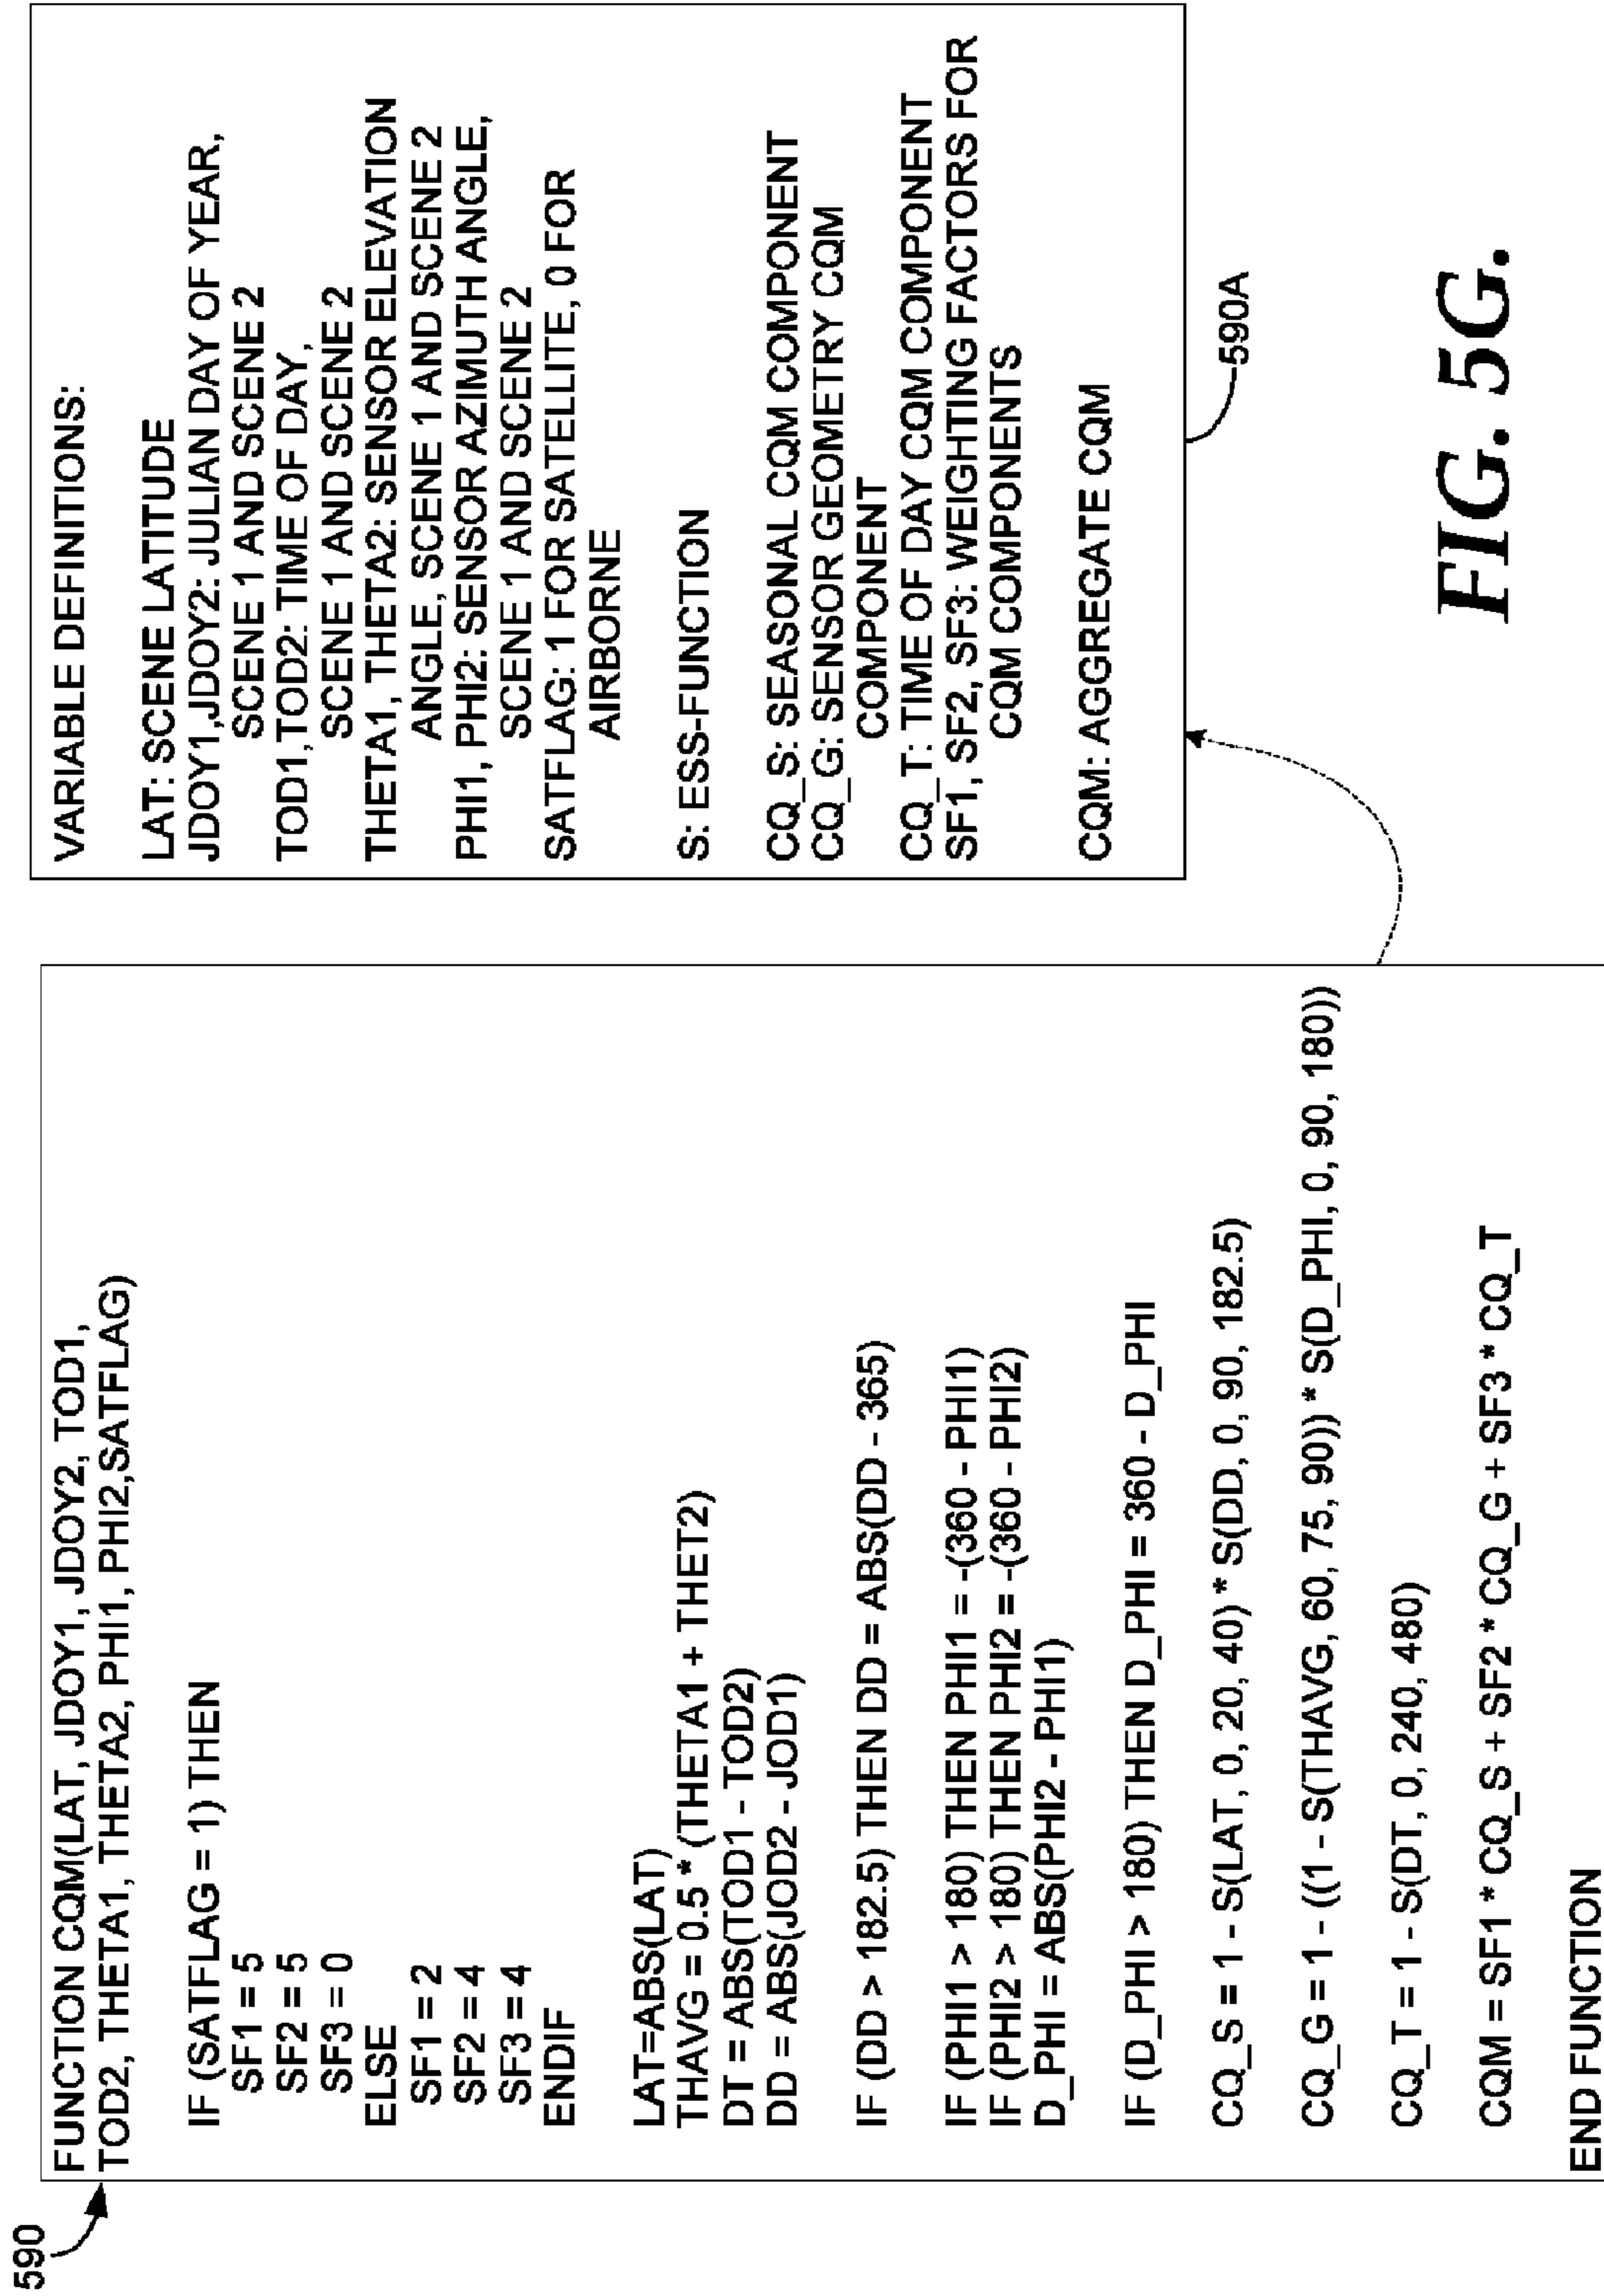 590
FUNCTION CQM(LAT, JDOY1, JDOY2, TOD1,
TOD2, THETA1, THETA2, PHI1, PHI2,SATFLAG)
IF (SATFLAG = 1) THEN
SF1 = 5
SF2 = 5
SF3 = 0
ELSE
SF1 = 2
SF2 = 4
SF3 = 4
ENDIF
LAT=ABS(LAT)
THAVG = 0.5 * (THETA1 + THET2)
DT = ABS(TOD1 - TOD2)
DD = ABS(JOD2 - JOD1)
IF (DD > 182.5) THEN DD = ABS(DD - 365)
IF (PHI1 > 180) THEN PHI1 = -(360 - PHI1)
IF (PHI2 > 180) THEN PHI2 = -(360 - PHI2)
D_PHI = ABS(PHI2 - PHI1)
IF (D_PHI > 180) THEN D_PHI = 360 - D_PHI
CQ_S = 1 - S(LAT, 0, 20, 40) * S(DD, 0, 90, 182.5)
CQ_G = 1 - ((1 - S(THAVG, 60, 75, 90)) * S(D_PHI, 0, 90, 180))
CQ_T = 1 - S(DT, 0, 240, 480)
CQM = SF1 * CQ_S + SF2 * CQ_G + SF3 * CQ_T
END FUNCTION
VARIABLE DEFINITIONS:
LAT: SCENE LATITUDE
JDOY1,JDOY2: JULIAN DAY OF YEAR,
SCENE 1 AND SCENE 2
TOD1,TOD2: TIME OF DAY,
SCENE 1 AND SCENE 2
THETA1, THETA2: SENSOR ELEVATION
ANGLE, SCENE 1 AND SCENE 2
PHI1, PHI2: SENSOR AZIMUTH ANGLE,
SCENE 1 AND SCENE 2
SATFLAG: 1 FOR SATELLITE, 0 FOR
AIRBORNE
S: ESS-FUNCTION
CQ_S: SEASONAL CQM COMPONENT
CQ_G: SENSOR GEOMETRY CQM
COMPONENT
CQ_T: TIME OF DAY CQM COMPONENT
SF1, SF2, SF3: WEIGHTING FACTORS FOR
CQM COMPONENTS
CQM: AGGREGATE CQM
590A
FIG. 5G.